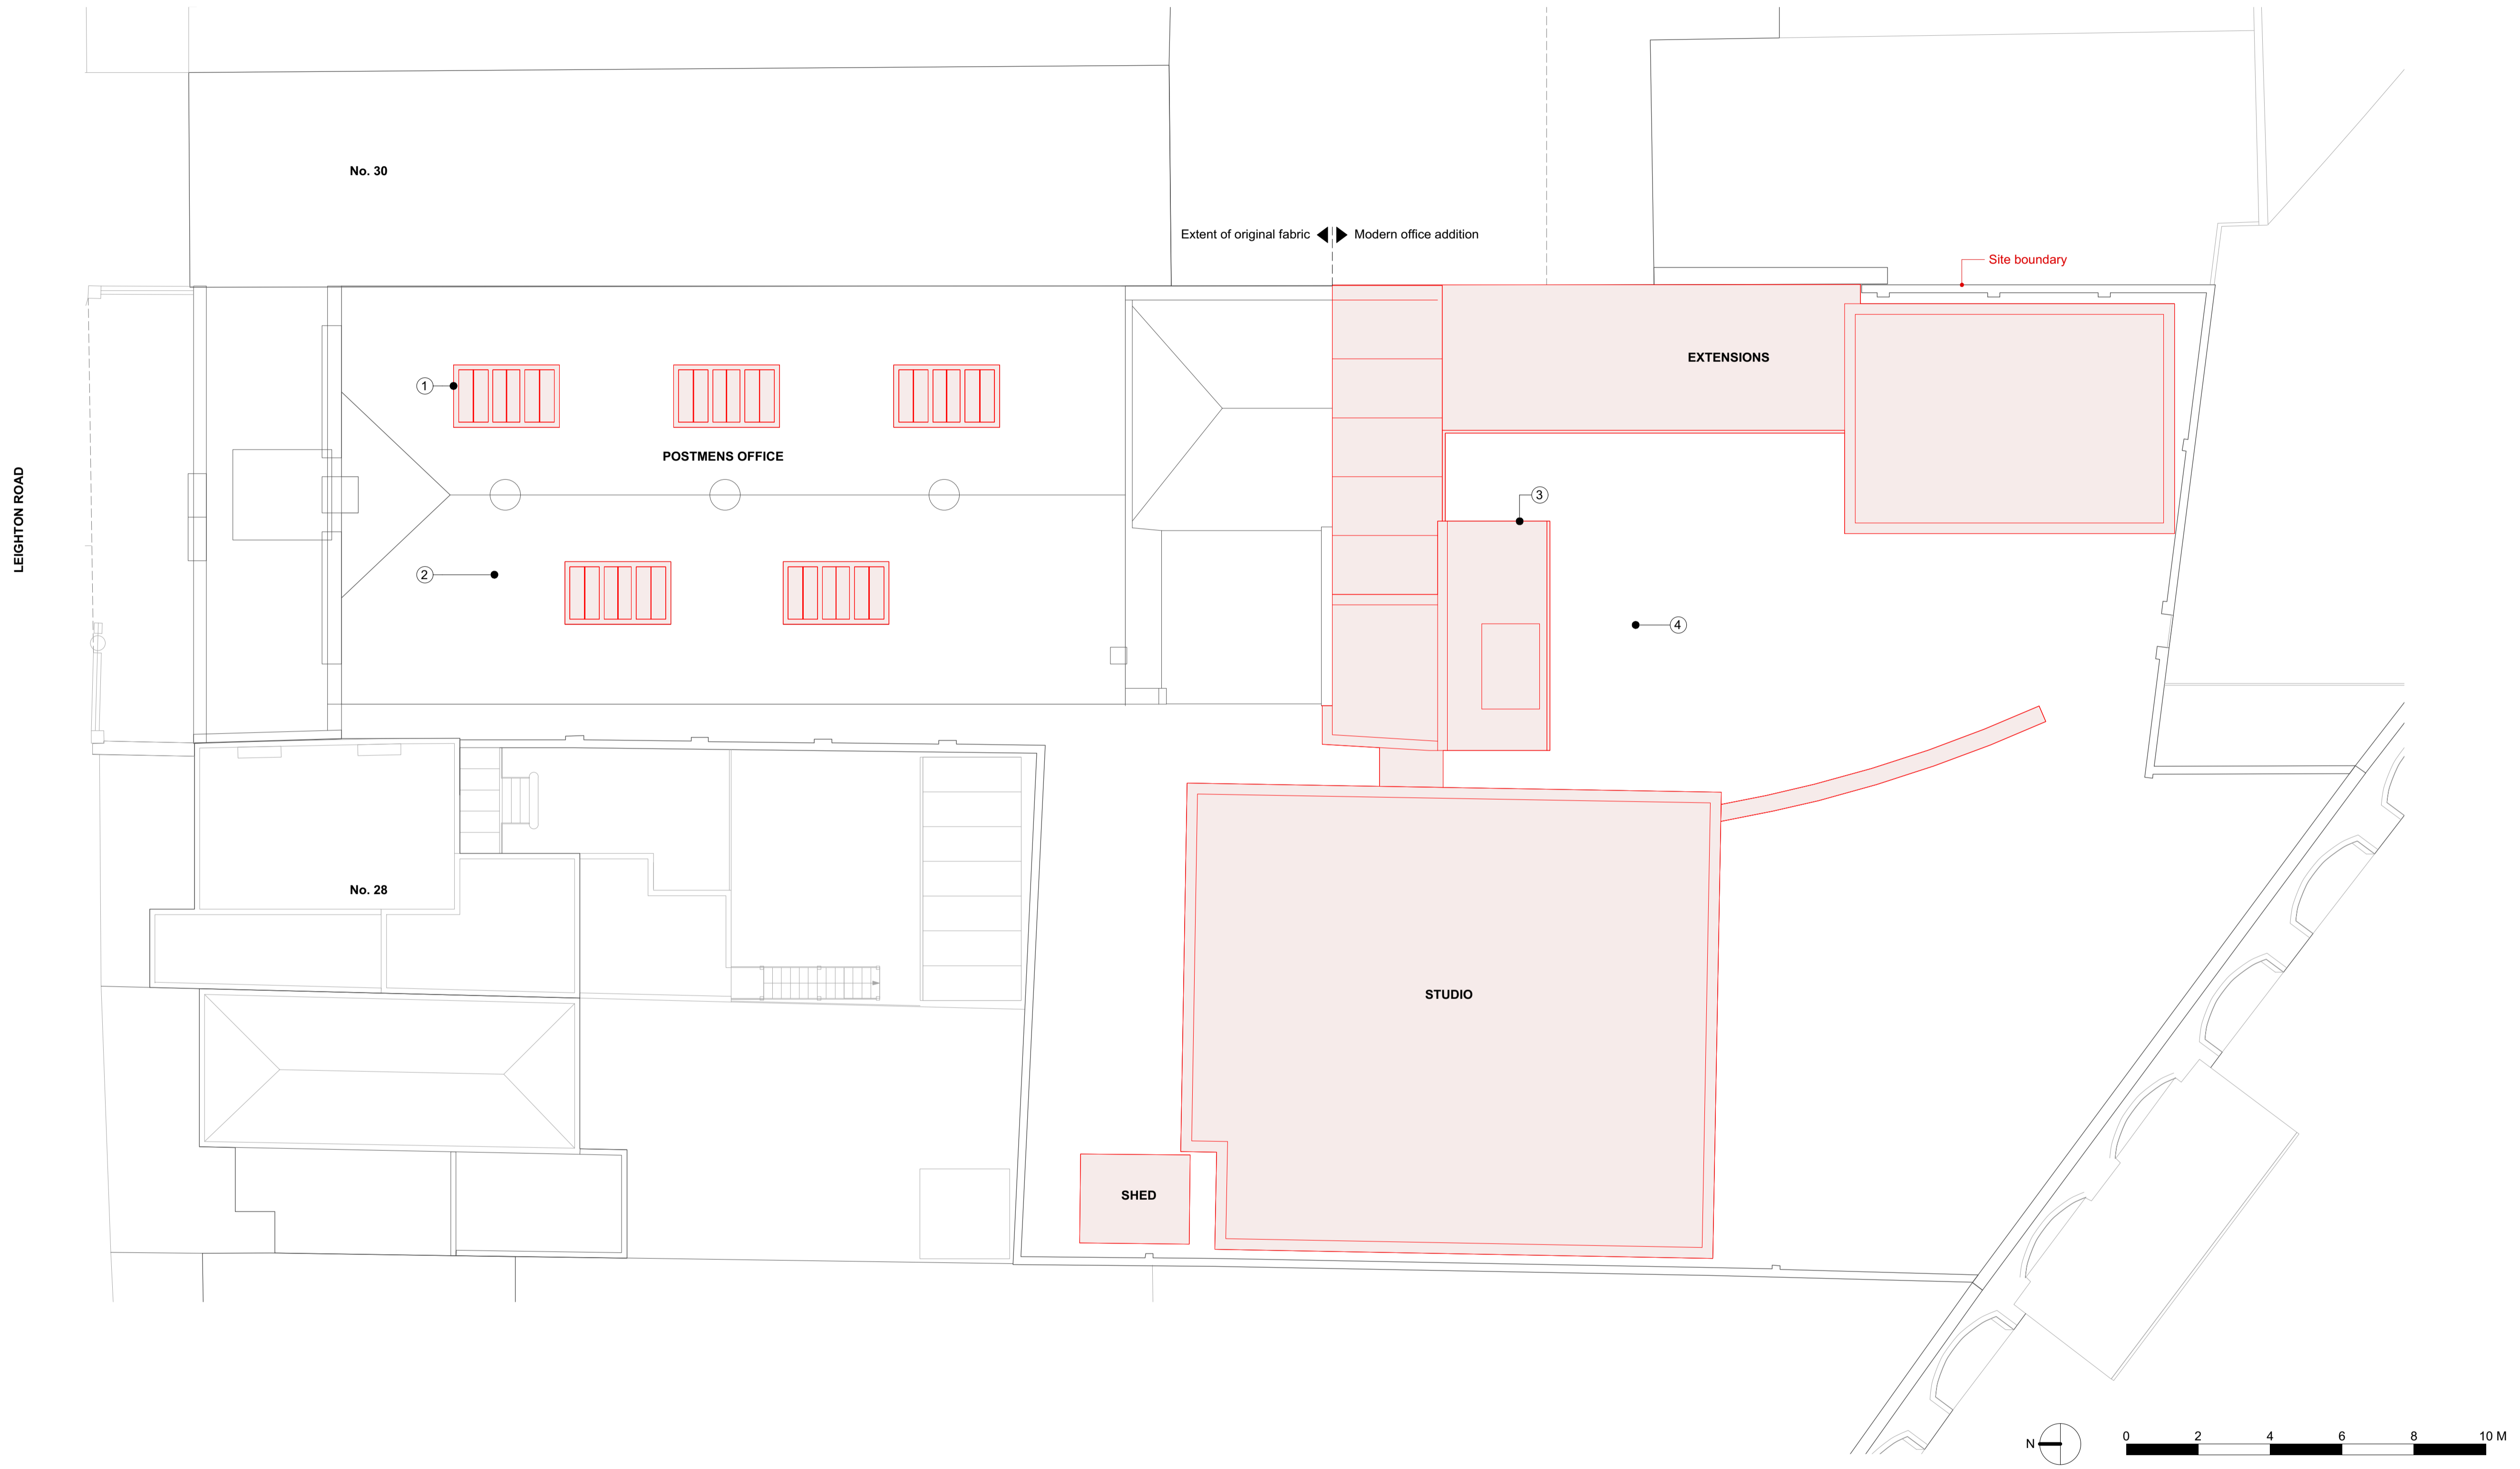 No. 30
Extent of original fabric
Modern office addition
Site boundary
EXTENSIONS
1
POSTMENS OFFICE
3
LEIGHTON ROAD
2
4
No. 28
STUDIO
SHED
N
0 2 4 6 8 10 M